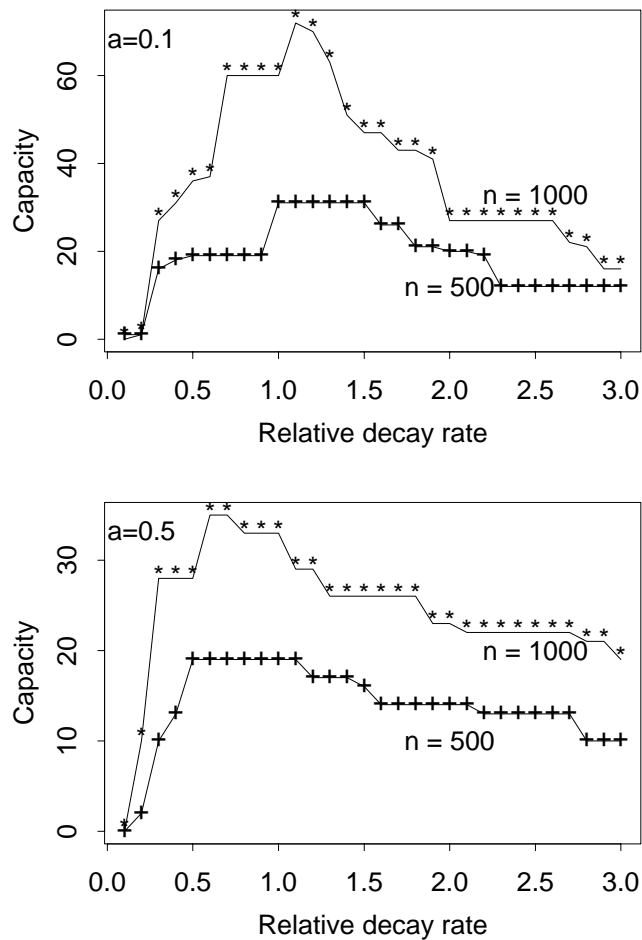 a=0.1
60
40
20
0
Capacity
n = 1000
n = 500
0.0 0.5 1.0 1.5 2.0 2.5 3.0
Relative decay rate
a=0.5
30
20
10
0
Capacity
n = 1000
n = 500
0.0 0.5 1.0 1.5 2.0 2.5 3.0
Relative decay rate